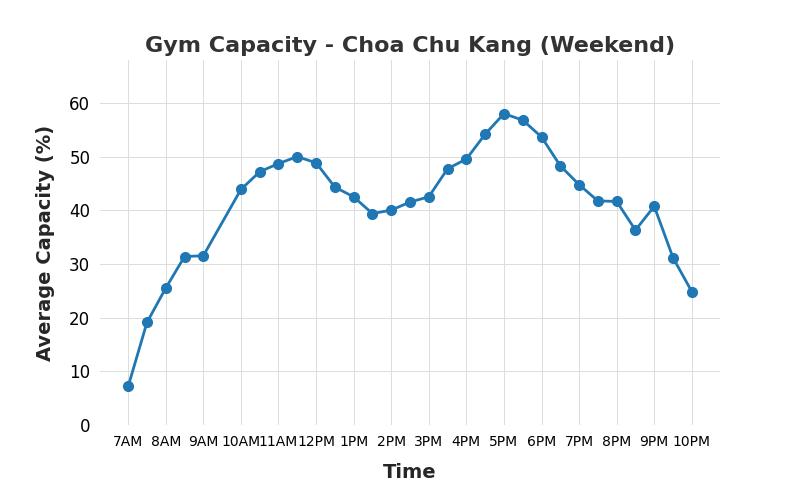 Gym Capacity - Choa Chu Kang (Weekend)
Average Capacity (%)
60
50
40
30
20
10
0
7AM 8AM 9AM 10AM 11AM 12PM 1PM 2PM 3PM 4PM 5PM 6PM 7PM 8PM 9PM 10PM
Time